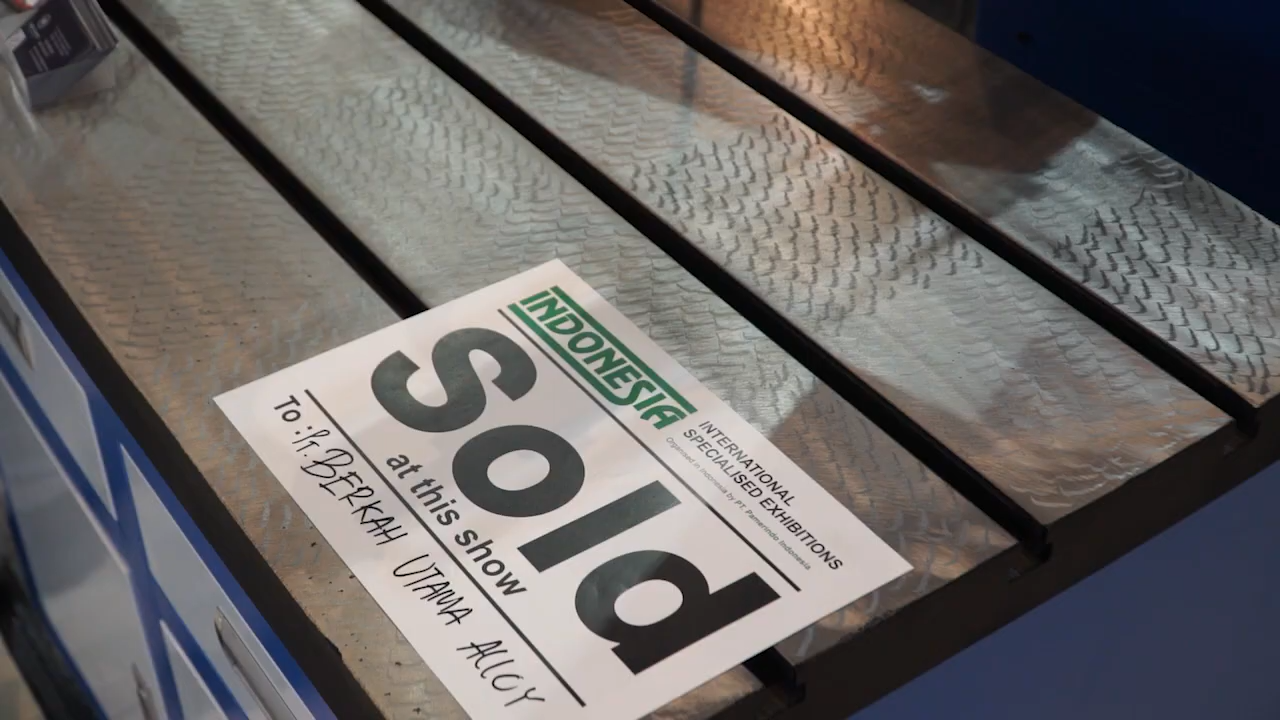 INDONESIA
INTERNATIONAL
SPECIALISED EXHIBITIONS
Organised in Indonesia by PT. Pamerindo Indonesia
Sold
at this show
To : PT. BERKAH UTAMA ALLOY